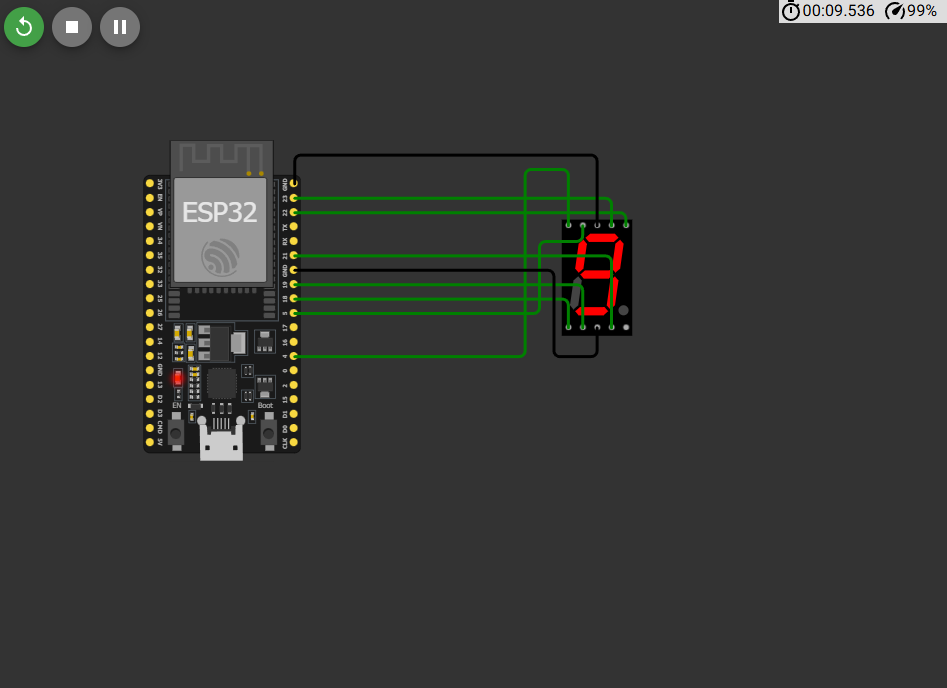 00:09.536 99%
ESP32
3V3
EN
VP
VN
34
35
32
33
25
26
27
14
12
GND
13
D2
D3
CMD
5V
GND
23
22
TX
RX
21
GND
19
18
5
17
16
4
0
2
15
D1
D0
CLK
EN
Boot
9